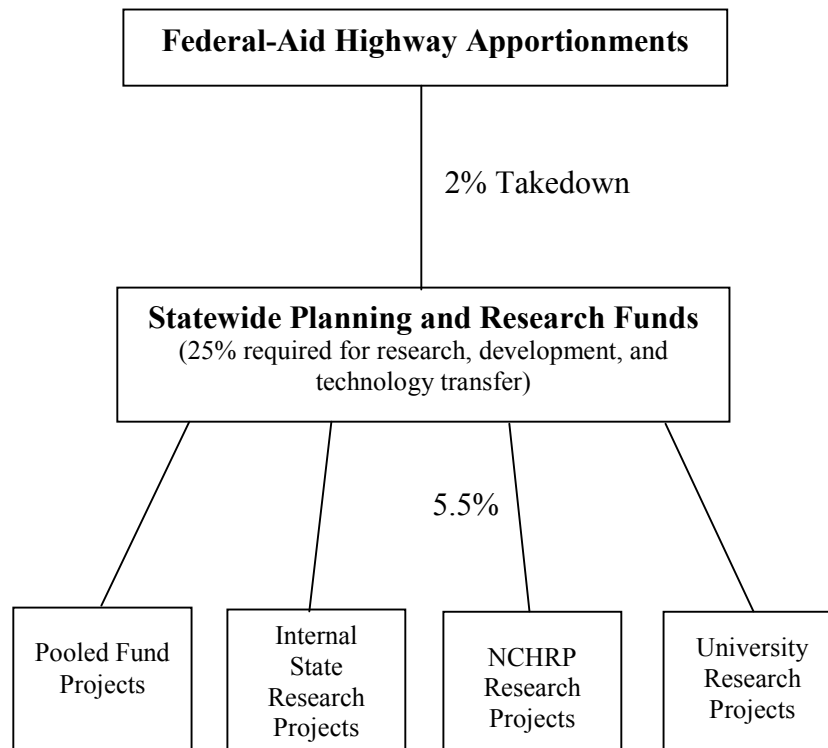 Federal-Aid Highway Apportionments
2% Takedown
Statewide Planning and Research Funds
(25% required for research, development, and
technology transfer)
5.5%
Pooled Fund
Projects
Internal
State
Research
Projects
NCHRP
Research
Projects
University
Research
Projects